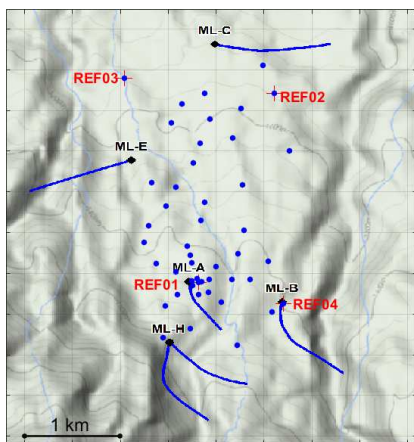 ML-C
REF03
REF02
ML-E
ML-A
REF01
ML-B
REF04
ML-H
1 km